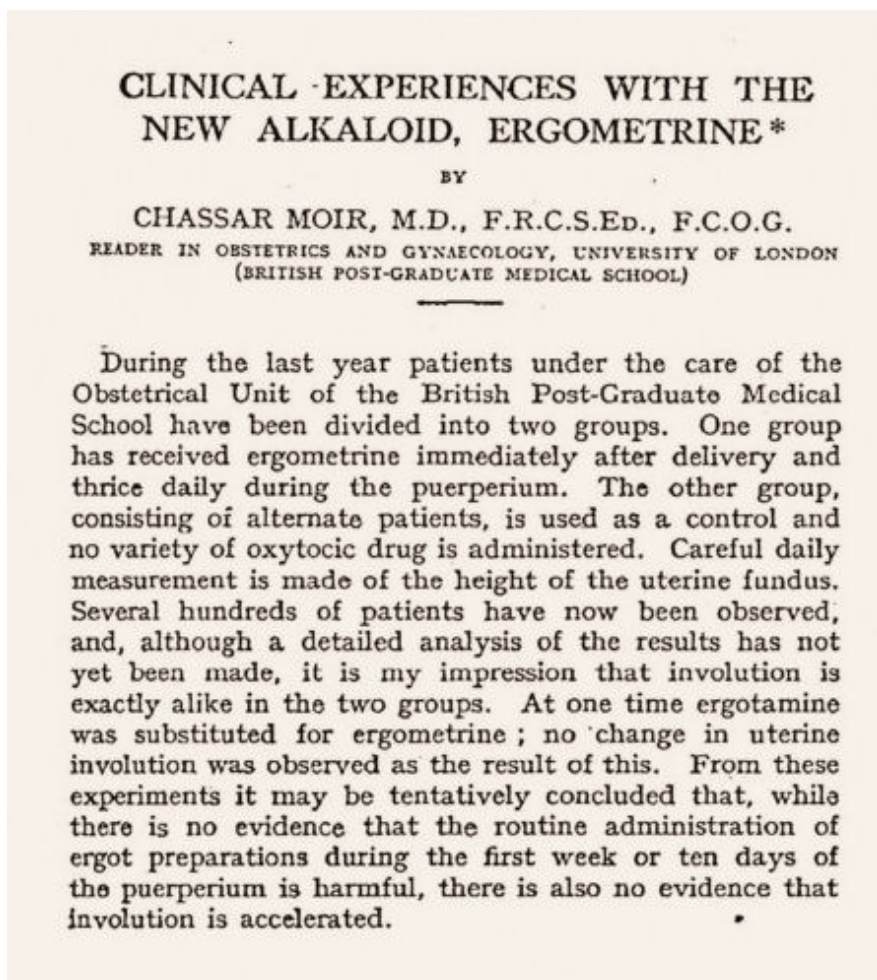 CLINICAL EXPERIENCES WITH THE
NEW ALKALOID, ERGOMETRINE*
BY
CHASSAR MOIR, M.D., F.R.C.S.ED., F.C.O.G.
READER IN OBSTETRICS AND GYNAECOLOGY, UNIVERSITY OF LONDON
(BRITISH POST-GRADUATE MEDICAL SCHOOL)
During the last year patients under the care of the
Obstetrical Unit of the British Post-Graduate Medical
School have been divided into two groups. One group
has received ergometrine immediately after delivery and
thrice daily during the puerperium. The other group,
consisting of alternate patients, is used as a control and
no variety of oxytocic drug is administered. Careful daily
measurement is made of the height of the uterine fundus.
Several hundreds of patients have now been observed,
and, although a detailed analysis of the results has not
yet been made, it is my impression that involution is
exactly alike in the two groups. At one time ergotamine
was substituted for ergometrine ; no change in uterine
involution was observed as the result of this. From these
experiments it may be tentatively concluded that, while
there is no evidence that the routine administration of
ergot preparations during the first week or ten days of
the puerperium is harmful, there is also no evidence that
involution is accelerated.